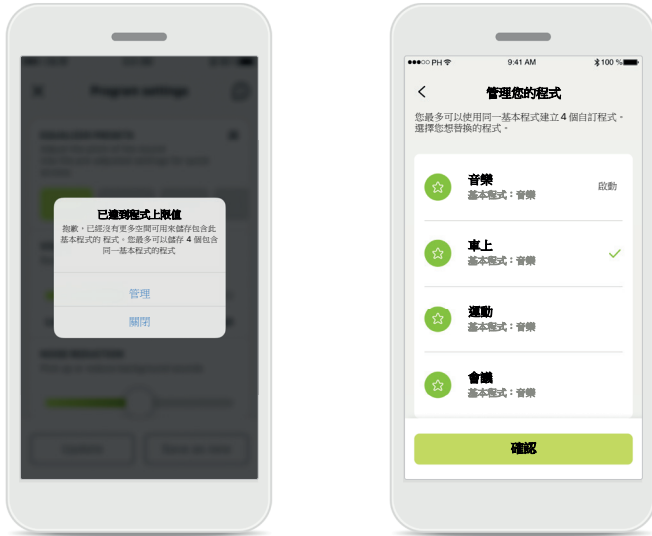 Program settings
已達到程式上限值
抱歉，已經沒有更多空間可用來儲存包含此
基本程式的 程式。您最多可以儲存 4 個包含
同一基本程式的程式
管理
關閉
●●●○○ PH 9:41 AM 100 %
管理您的程式
您最多可以使用同一基本程式建立 4 個自訂程式。
選擇您想替換的程式。
音樂
基本程式：音樂
啟動
車上
基本程式：音樂
運動
基本程式：音樂
會議
基本程式：音樂
確認